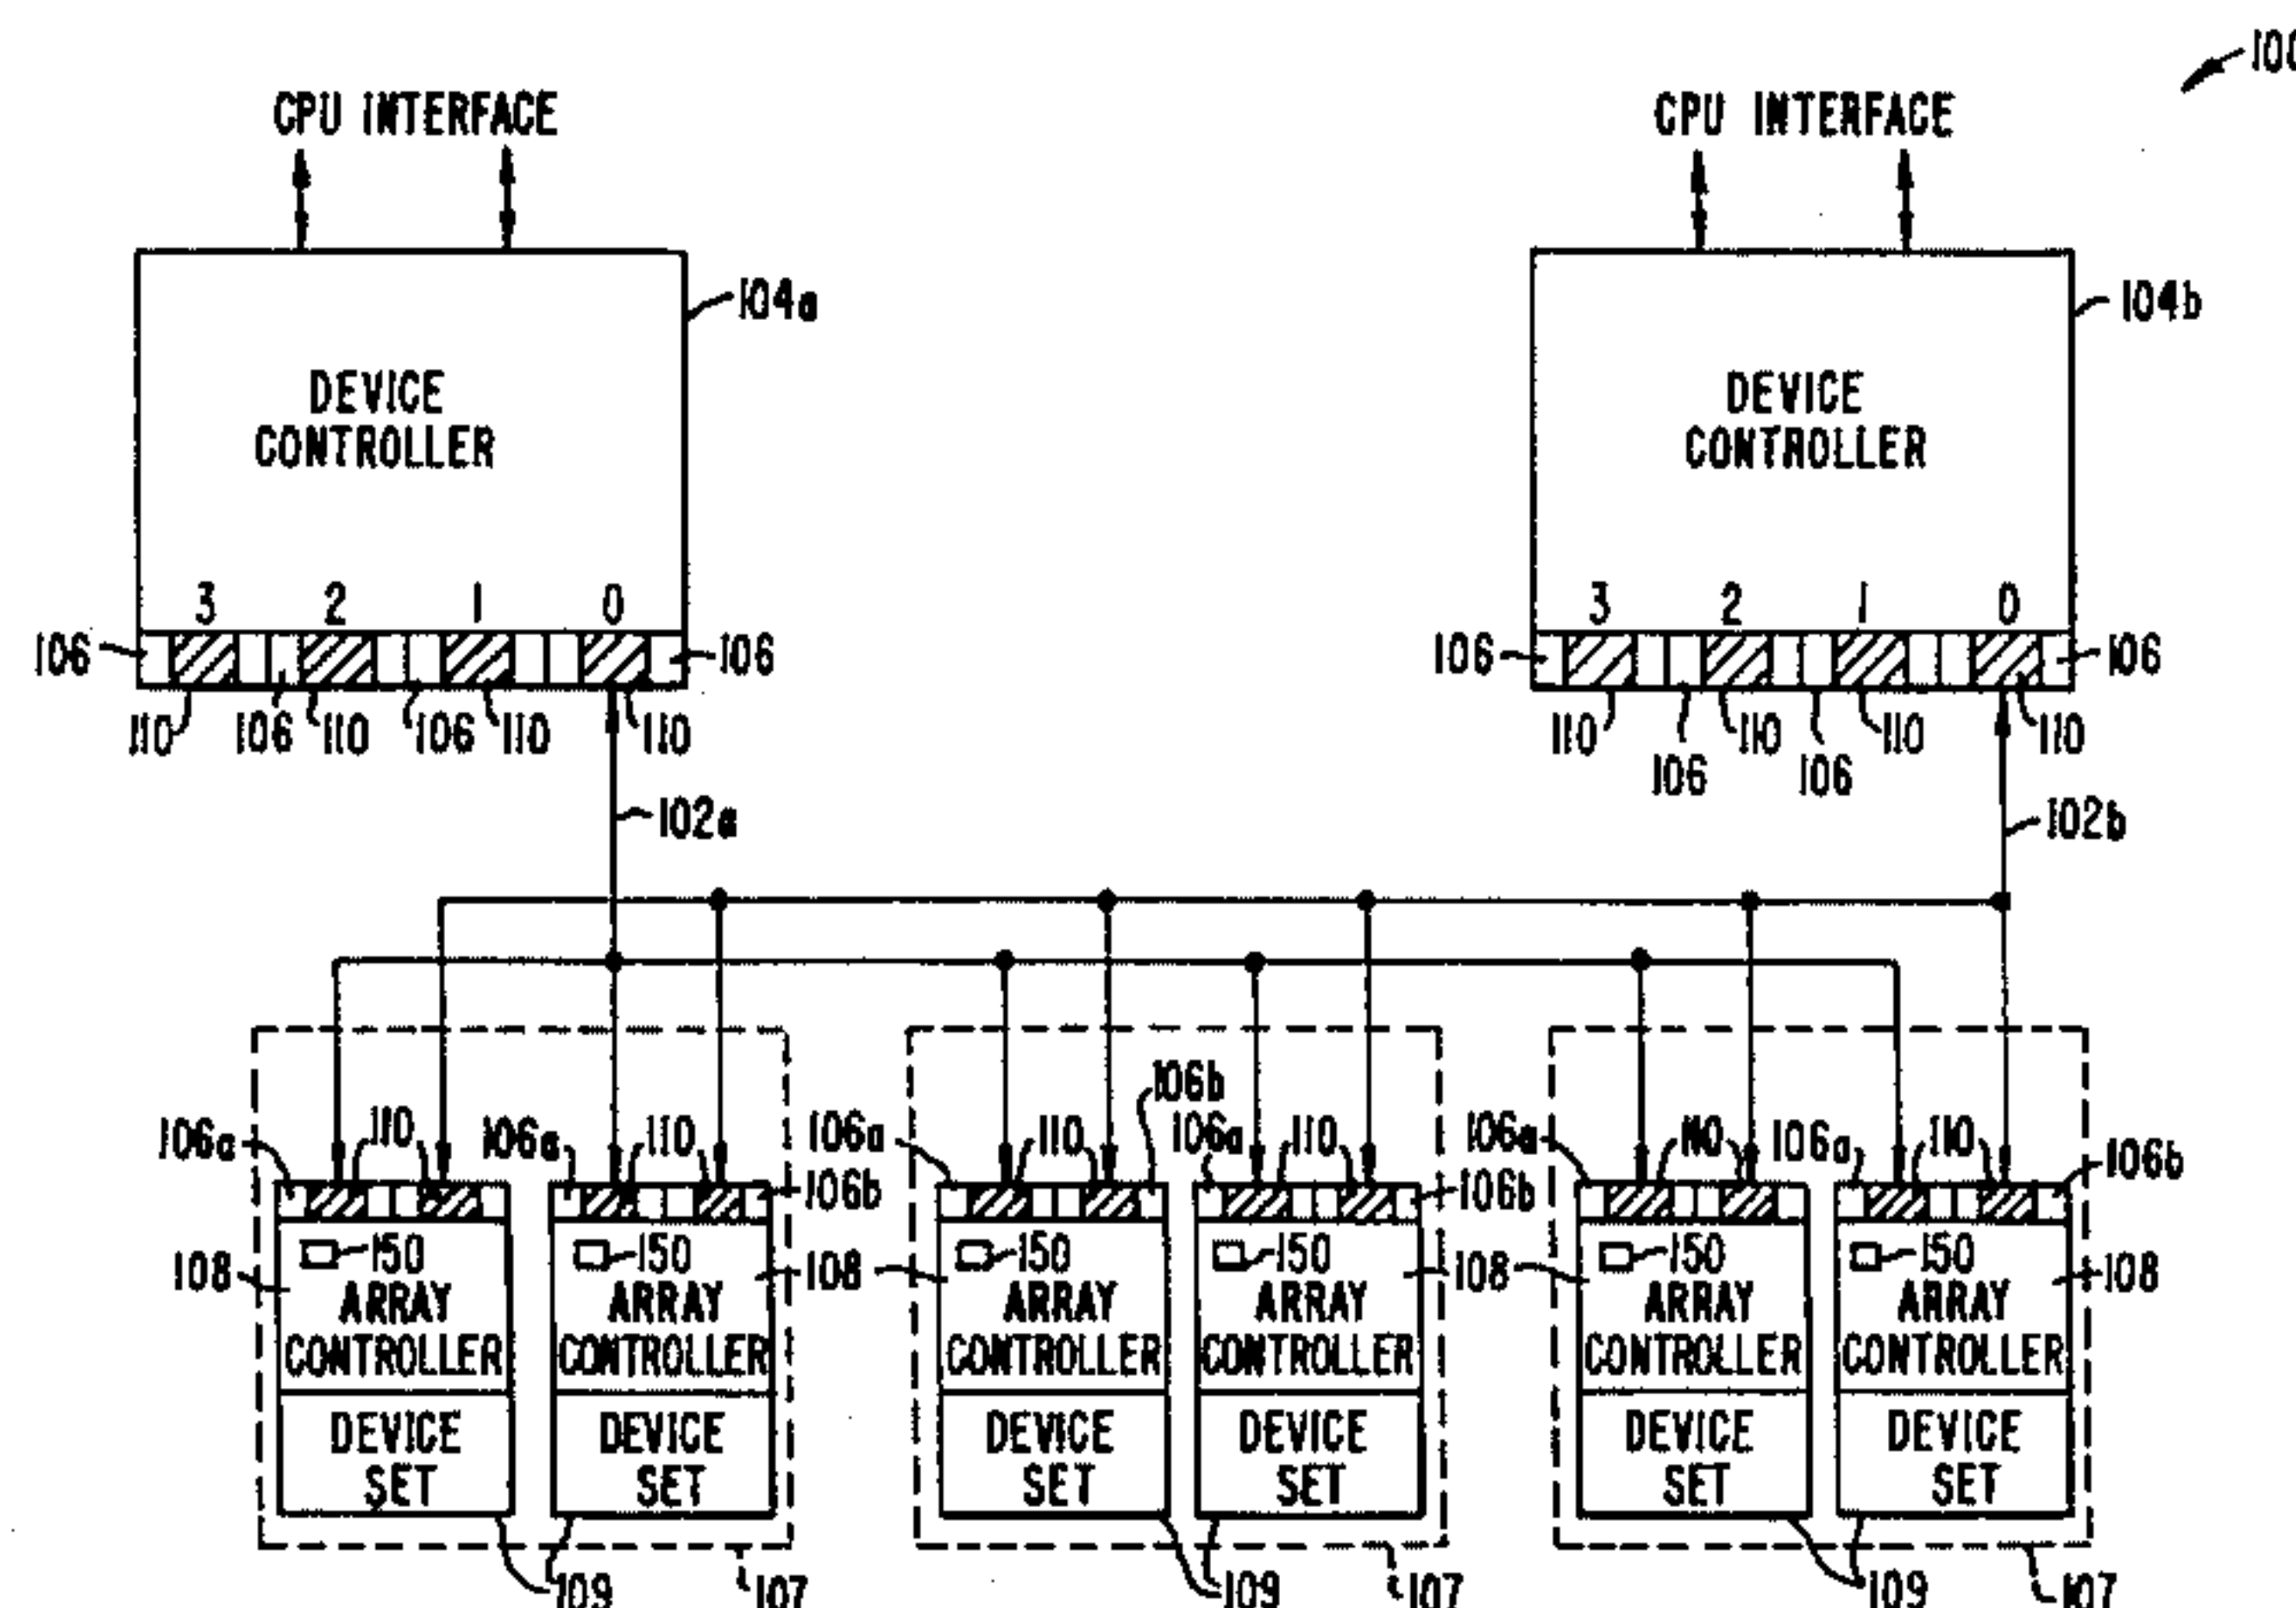 100
CPU INTERFACE CPU INTERFACE
104a 104b
DEVICE CONTROLLER DEVICE CONTROLLER
3 2 1 0 3 2 1 0
106 106 106 106
110 106 110 106 110 110 110 110 110 110
106 106
102a 102b
106b
106a 110 106a 110 106a 110 106a 110 106a 110 106a 110 106b
106b 106b
150 150 150 150 150 150
108 108 108 108
ARRAY ARRAY ARRAY ARRAY ARRAY ARRAY
CONTROLLER CONTROLLER CONTROLLER CONTROLLER CONTROLLER CONTROLLER
DEVICE DEVICE DEVICE DEVICE DEVICE DEVICE
SET SET SET SET SET SET
109 107 109 107 109 107